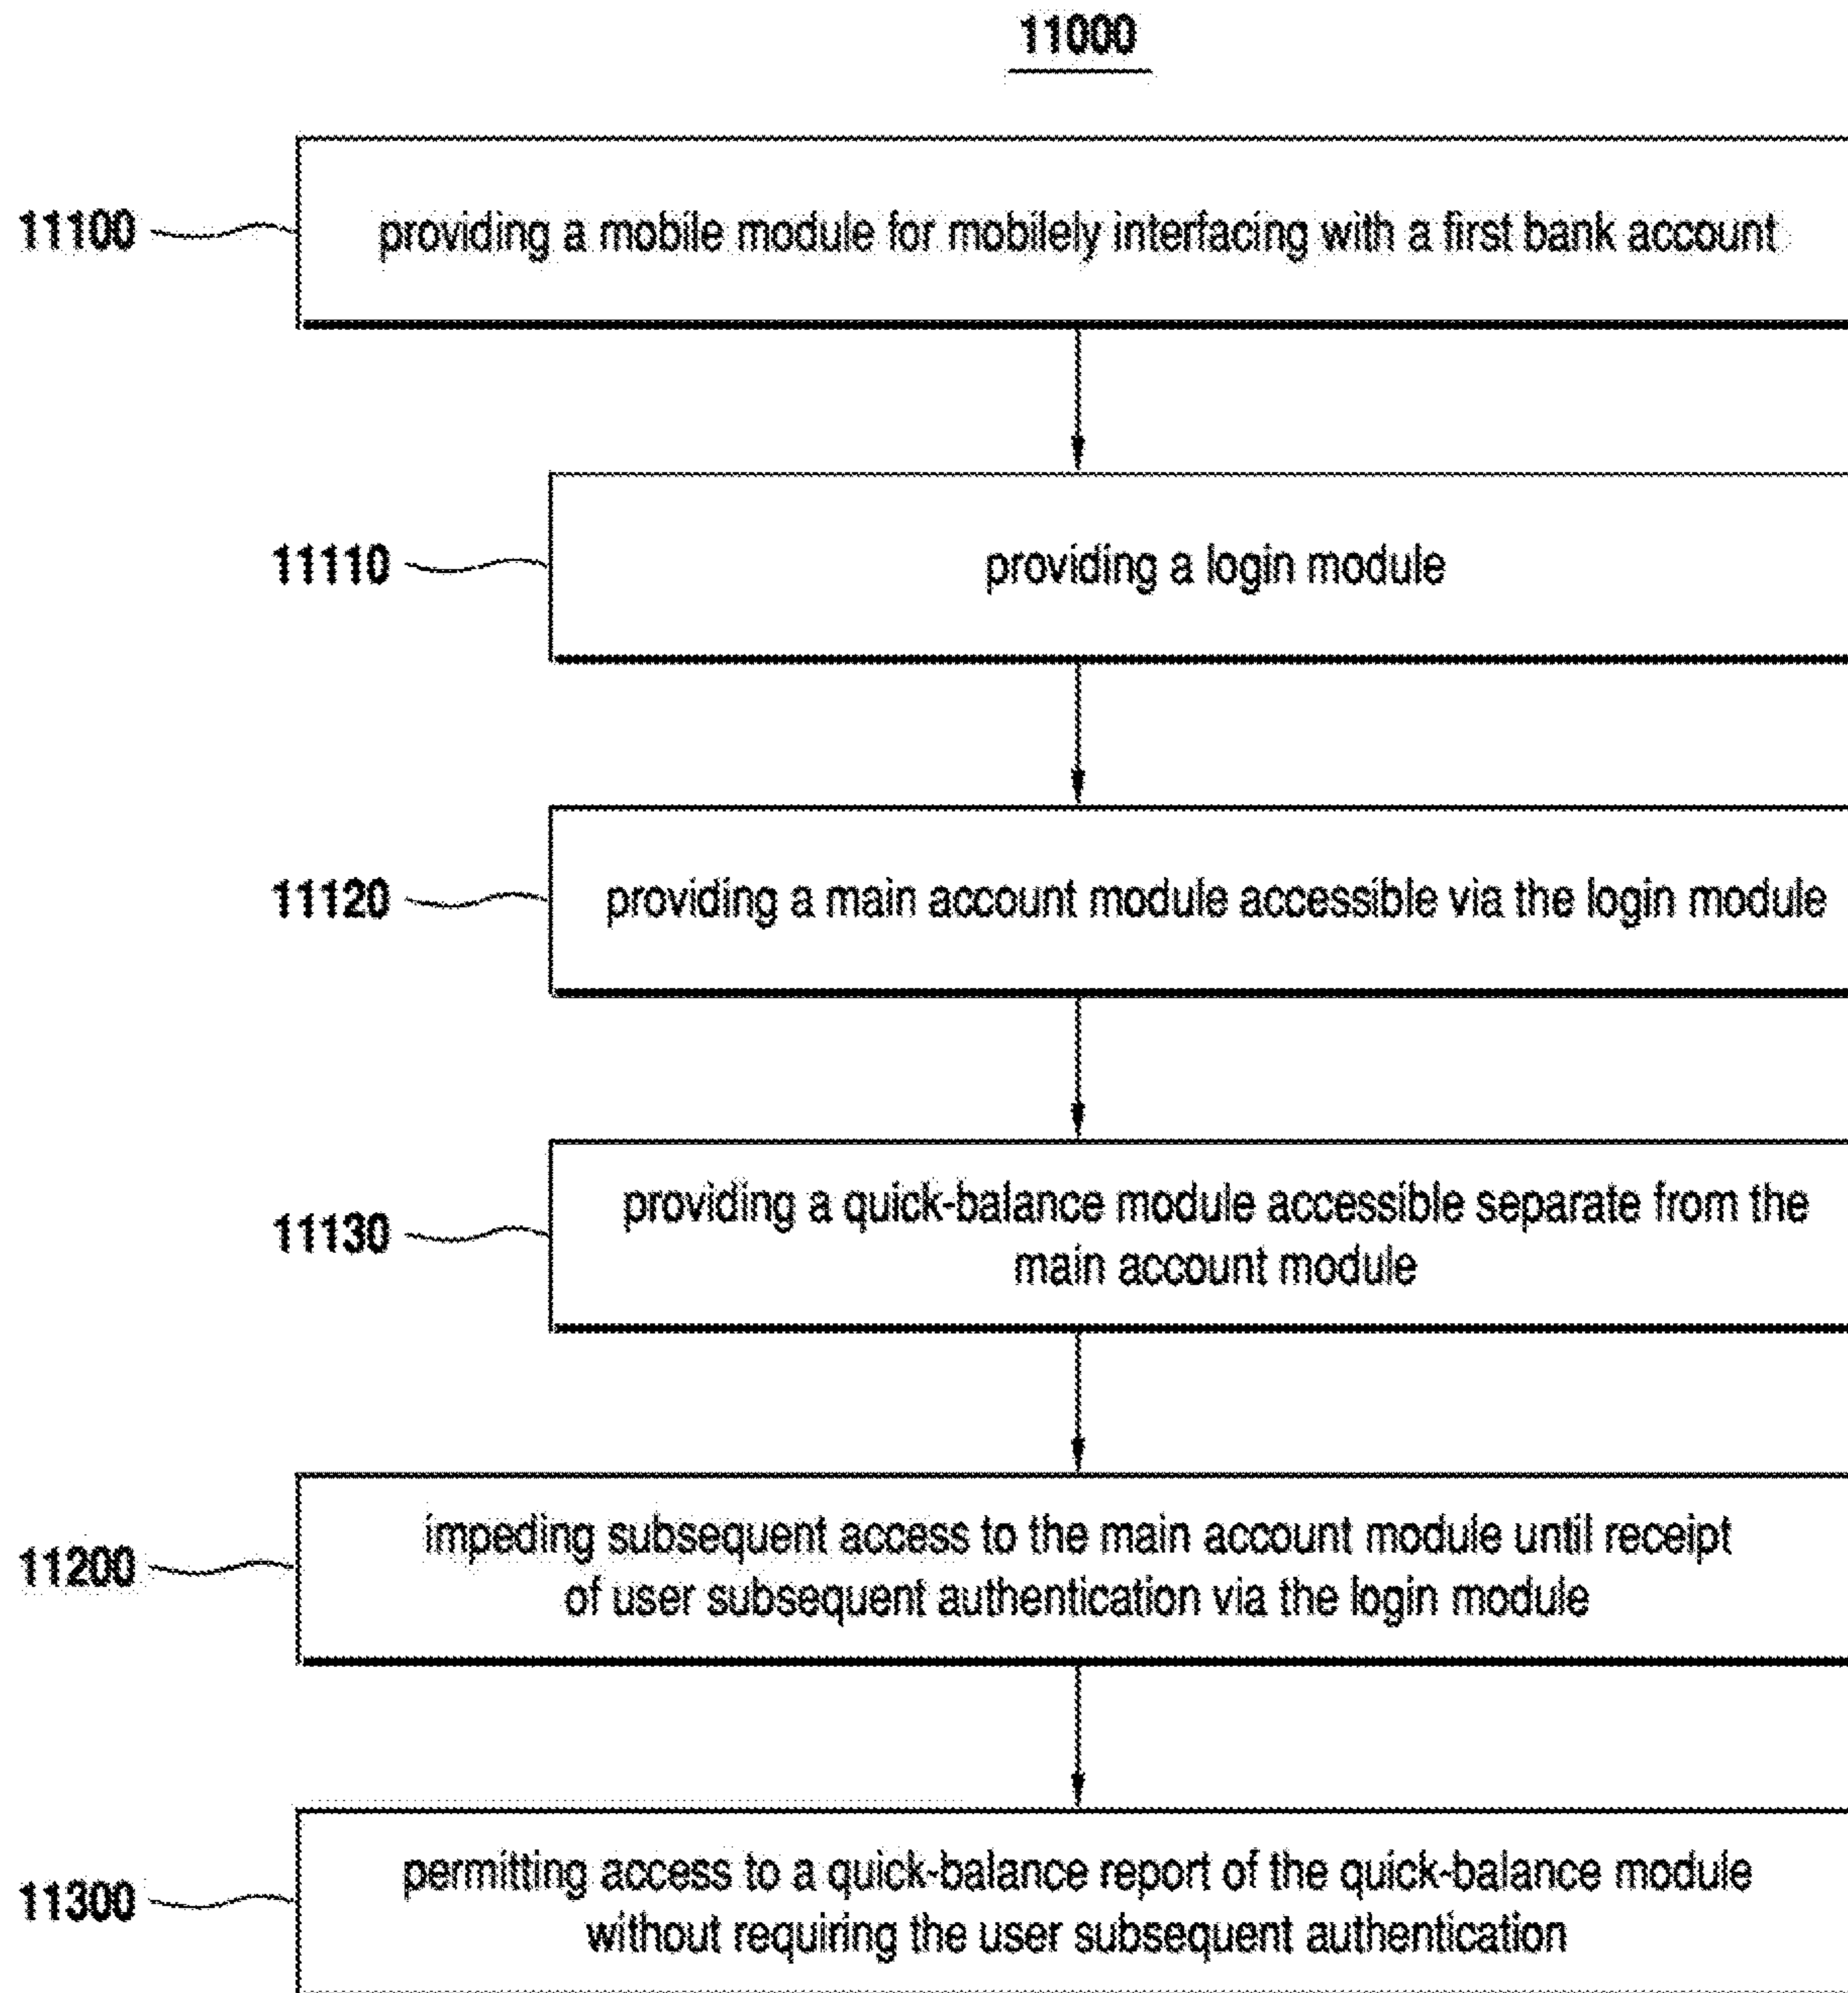 11000
11100
providing a mobile module for mobilely interfacing with a first bank account
11110
providing a login module
11120
providing a main account module accessible via the login module
11130
providing a quick-balance module accessible separate from the
main account module
11200
impeding subsequent access to the main account module until receipt
of user subsequent authentication via the login module
11300
permitting access to a quick-balance report of the quick-balance module
without requiring the user subsequent authentication